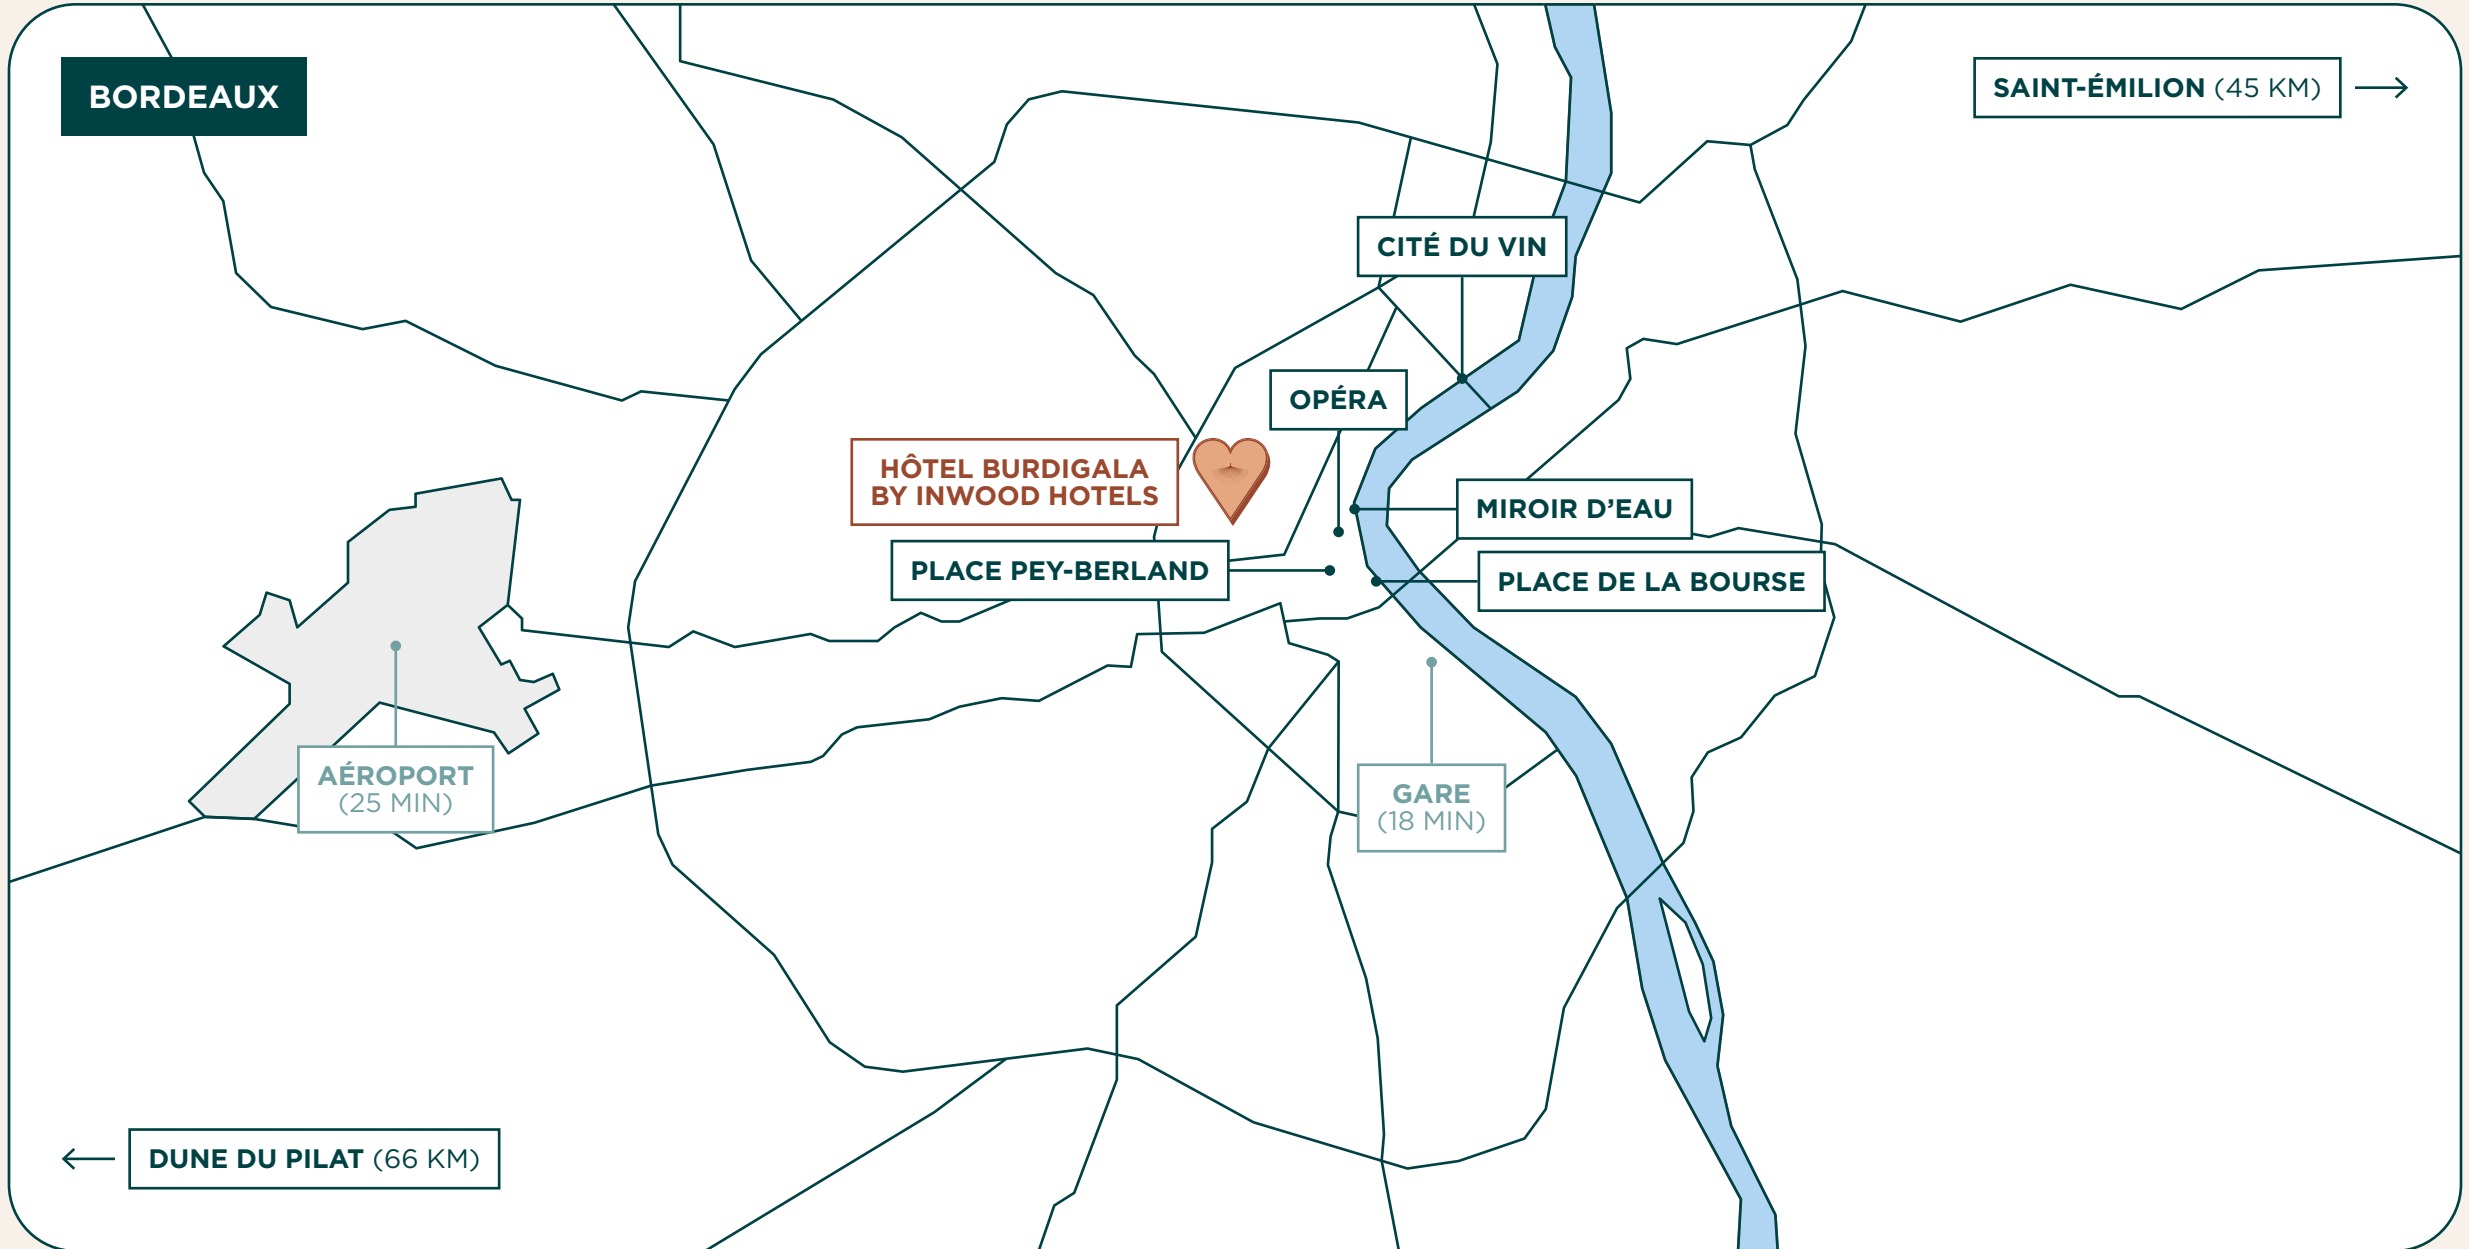 BORDEAUX
SAINT-ÉMILION (45 KM)
CITÉ DU VIN
OPÉRA
HÔTEL BURDIGALA
BY INWOOD HOTELS
MIROIR D’EAU
PLACE PEY-BERLAND
PLACE DE LA BOURSE
AÉROPORT
(25 MIN)
GARE
(18 MIN)
DUNE DU PILAT (66 KM)